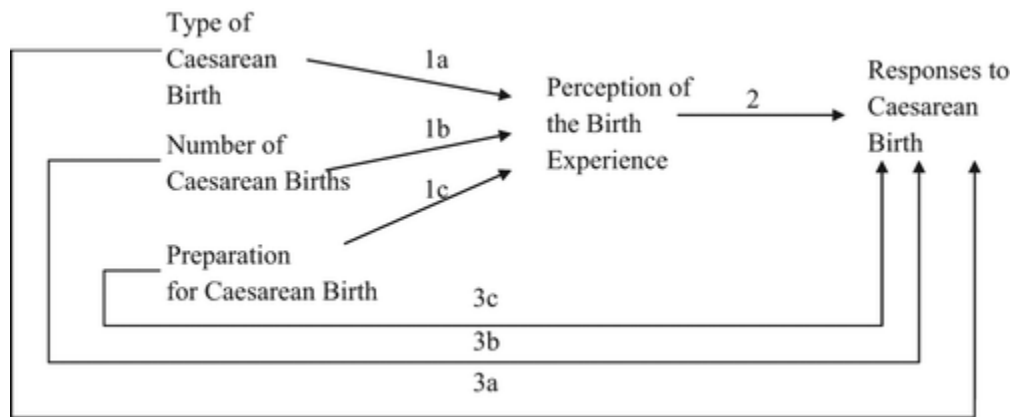 Type of
Caesarean
Birth
1a
Number of
Caesarean Births
1b
Preparation
for Caesarean Birth
1c
Perception of
the Birth
Experience
2
Responses to
Caesarean
Birth
3c
3b
3a